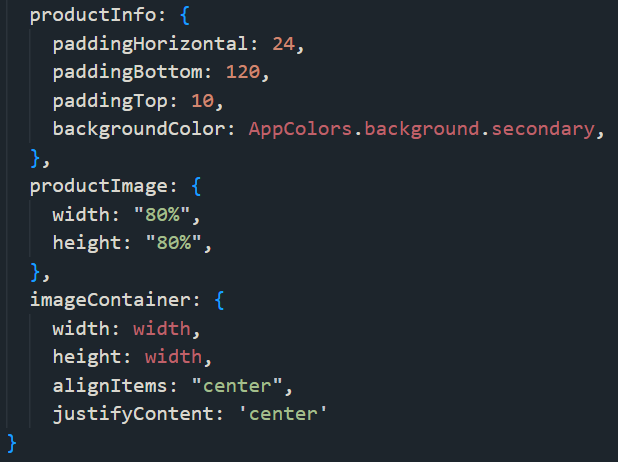 productInfo: {
paddingHorizontal: 24,
paddingBottom: 120,
paddingTop: 10,
backgroundColor: AppColors.background.secondary,
},
productImage: {
width: "80%",
height: "80%",
},
imageContainer: {
width: width,
height: width,
alignItems: "center",
justifyContent: 'center'
}